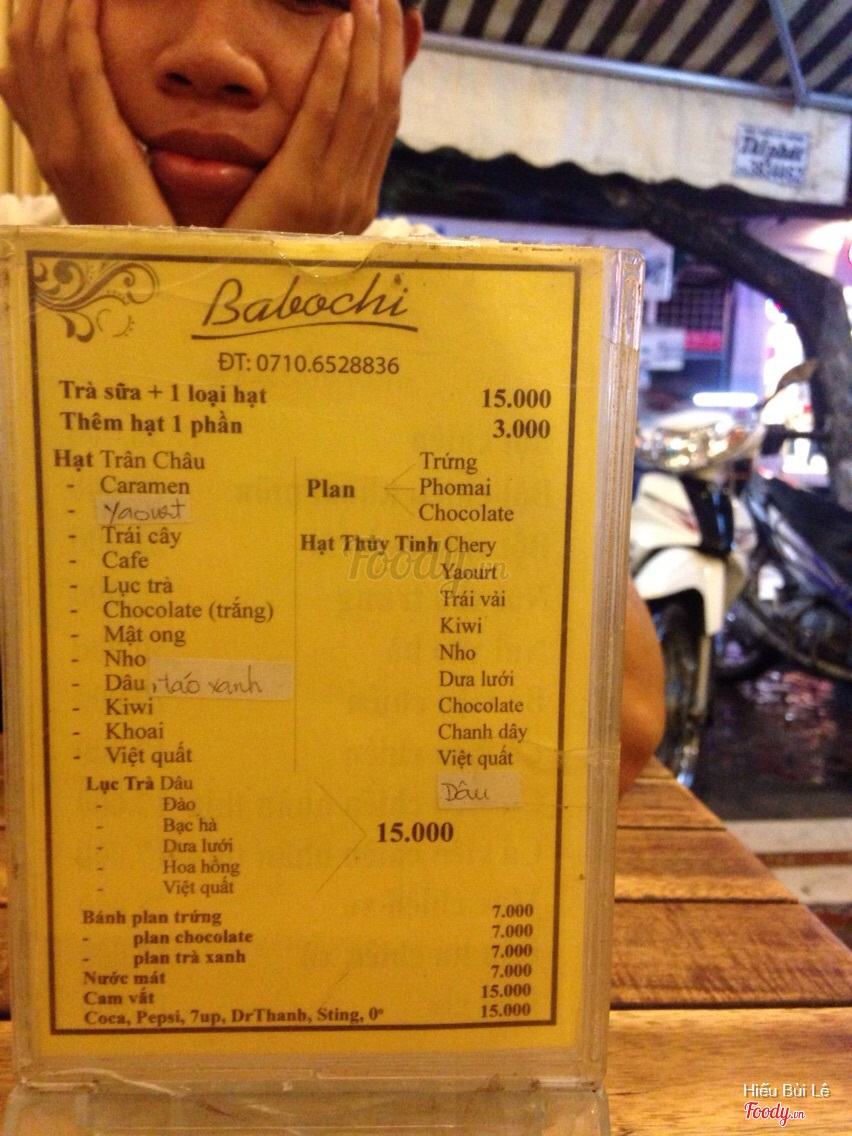 Thiphát
Babochi
ĐT: 0710.6528836
Trà sữa + 1 loại hạt 15.000
Thêm hạt 1 phần 3.000
Hạt Trân Châu
- Caramen
- Yaourt
- Trái cây
- Cafe
- Lục trà
- Chocolate (trắng)
- Mật ong
- Nho
- Dâu, táo xanh
- Kiwi
- Khoai
- Việt quất
Plan Trứng
Phomai
Chocolate
Hạt Thủy Tinh Chery
Yaourt
Trái vải
Kiwi
Nho
Dưa lưới
Chocolate
Chanh dây
Việt quất
Dâu
Lục Trà Dâu
- Đào
- Bạc hà
- Dưa lưới
- Hoa hồng
- Việt quất
15.000
Bánh plan trứng 7.000
- plan chocolate 7.000
- plan trà xanh 7.000
Nước mát 7.000
Cam vắt 15.000
Coca, Pepsi, 7up, DrThanh, Sting, 0º 15.000
Foody.vn
Hiếu Bùi Lê
Foody.vn